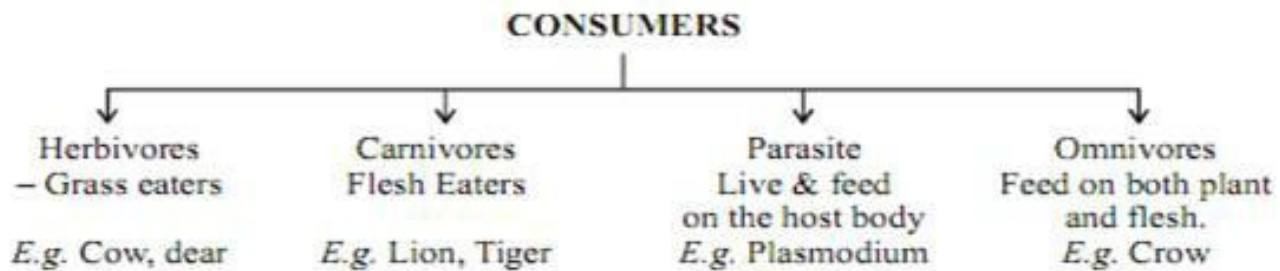 CONSUMERS
Herbivores
– Grass eaters
E.g. Cow, dear
Carnivores
Flesh Eaters
E.g. Lion, Tiger
Parasite
Live & feed
on the host body
E.g. Plasmodium
Omnivores
Feed on both plant
and flesh.
E.g. Crow